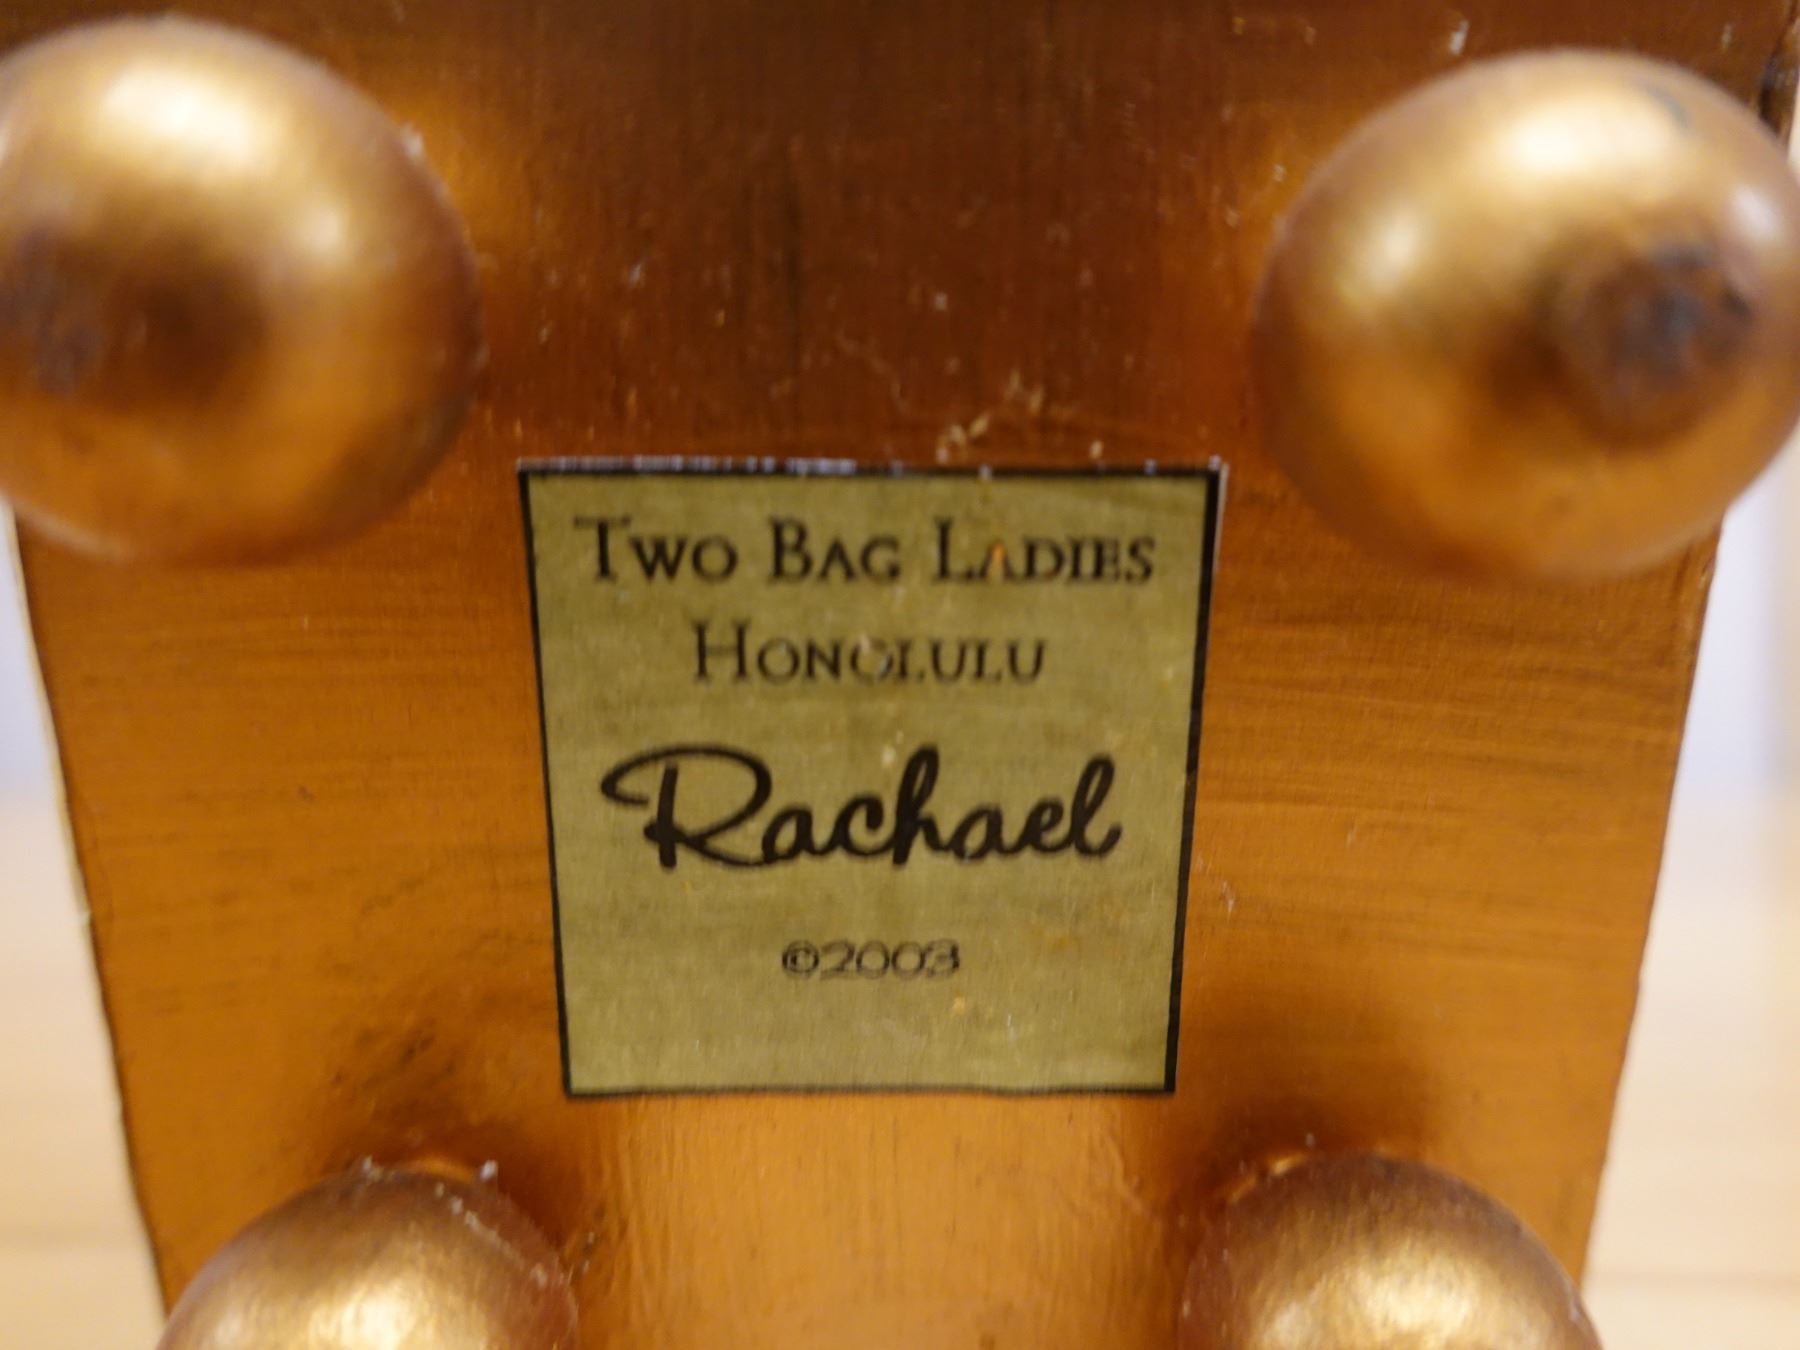 Two Bag Ladies
Honolulu
Rachael
©2003